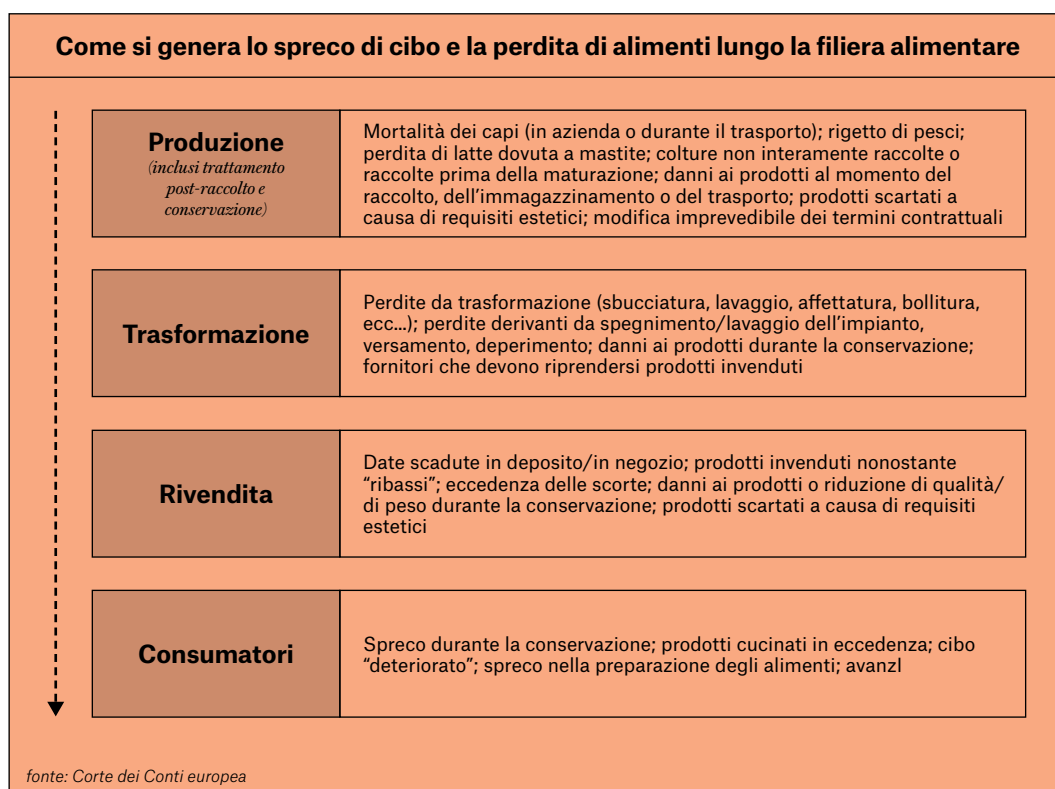 Come si genera lo spreco di cibo e la perdita di alimenti lungo la filiera alimentare
Produzione
(inclusi trattamento
post-raccolto e
conservazione)
Mortalità dei capi (in azienda o durante il trasporto); rigetto di pesci;
perdita di latte dovuta a mastite; colture non interamente raccolte o
raccolte prima della maturazione; danni ai prodotti al momento del
raccolto, dell'immagazzinamento o del trasporto; prodotti scartati a
causa di requisiti estetici; modifica imprevedibile dei termini contrattuali
Trasformazione
Perdite da trasformazione (sbucciatura, lavaggio, affettatura, bollitura,
ecc...); perdite derivanti da spegnimento/lavaggio dell'impianto,
versamento, deperimento; danni ai prodotti durante la conservazione;
fornitori che devono riprendersi prodotti invenduti
Rivendita
Date scadute in deposito/in negozio; prodotti invenduti nonostante
“ribassi”; eccedenza delle scorte; danni ai prodotti o riduzione di qualità/
di peso durante la conservazione; prodotti scartati a causa di requisiti
estetici
Consumatori
Spreco durante la conservazione; prodotti cucinati in eccedenza; cibo
“deteriorato”; spreco nella preparazione degli alimenti; avanzI
fonte: Corte dei Conti europea